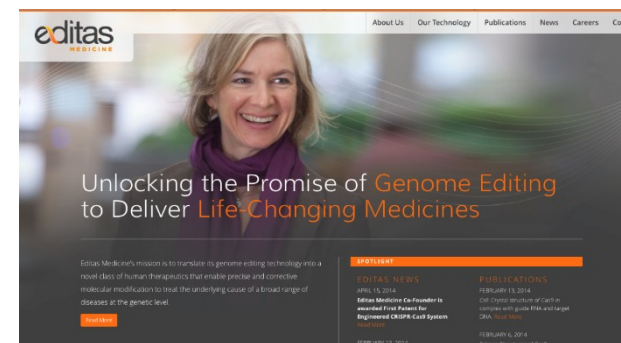 editas
MEDICINE
About Us Our Technology Publications News Careers Co
Unlocking the Promise of Genome Editing
to Deliver Life-Changing Medicines
Editas Medicine's mission is to translate its genome editing technology into a
novel class of human therapeutics that enable precise and corrective
molecular modification to treat the underlying cause of a broad range of
diseases at the genetic level.
Read More
SPOTLIGHT
EDITAS NEWS
APRIL 15, 2014
Editas Medicine Co-Founder is
awarded First Patent for
Engineered CRISPR-Cas9 System
Read More
PUBLICATIONS
FEBRUARY 13, 2014
Cell: Crystal structure of Cas9 in
complex with guide RNA and target
DNA. Read More
FEBRUARY 6, 2014